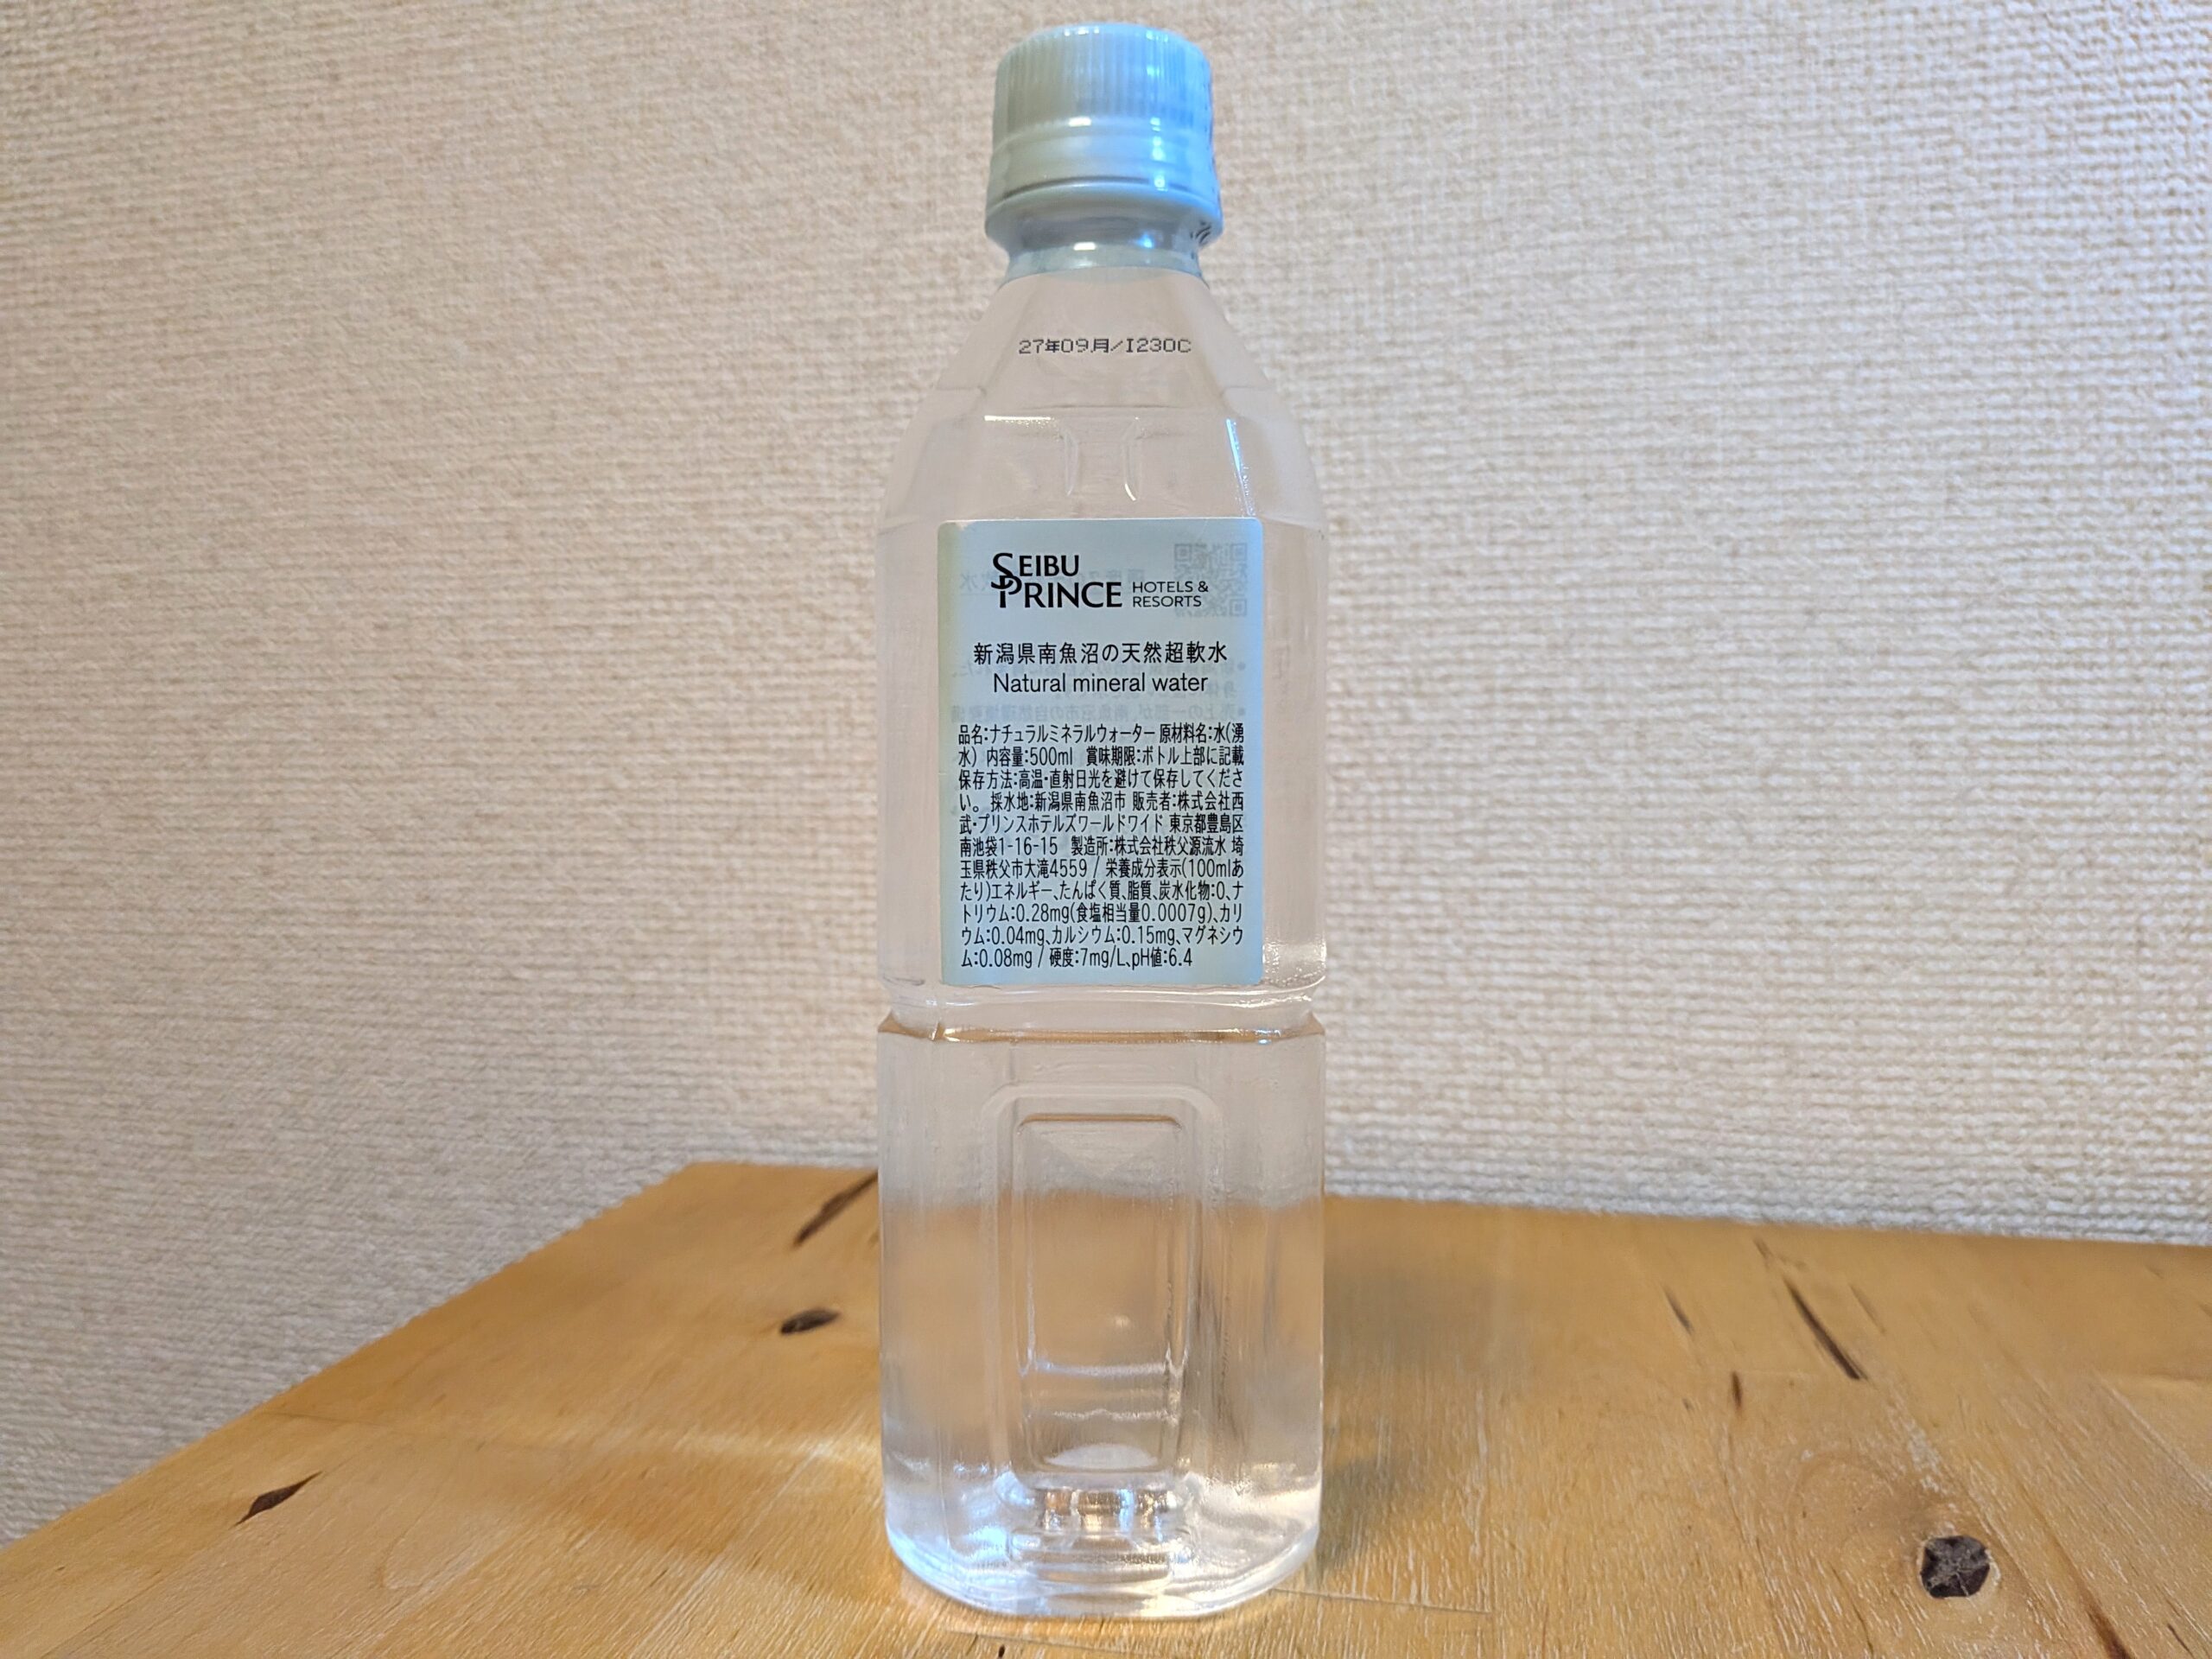 27年09月/I230C
SEIBU
PRINCE HOTELS &
RESORTS
新潟県南魚沼の天然超軟水
Natural mineral water
品名:ナチュラルミネラルウォーター 原材料名:水(湧
水) 内容量:500ml 賞味期限:ボトル上部に記載
保存方法:高温・直射日光を避けて保存してくださ
い。 採水地:新潟県南魚沼市 販売者:株式会社西
武・プリンスホテルズワールドワイド 東京都豊島区
南池袋1-16-15 製造所:株式会社秩父源流水 埼
玉県秩父市大滝4559 / 栄養成分表示(100mlあ
たり)エネルギー、たんぱく質、脂質、炭水化物:0、ナ
トリウム:0.28mg(食塩相当量0.0007g)、カリ
ウム:0.04mg、カルシウム:0.15mg、マグネシウ
ム:0.08mg / 硬度:7mg/L、pH値:6.4